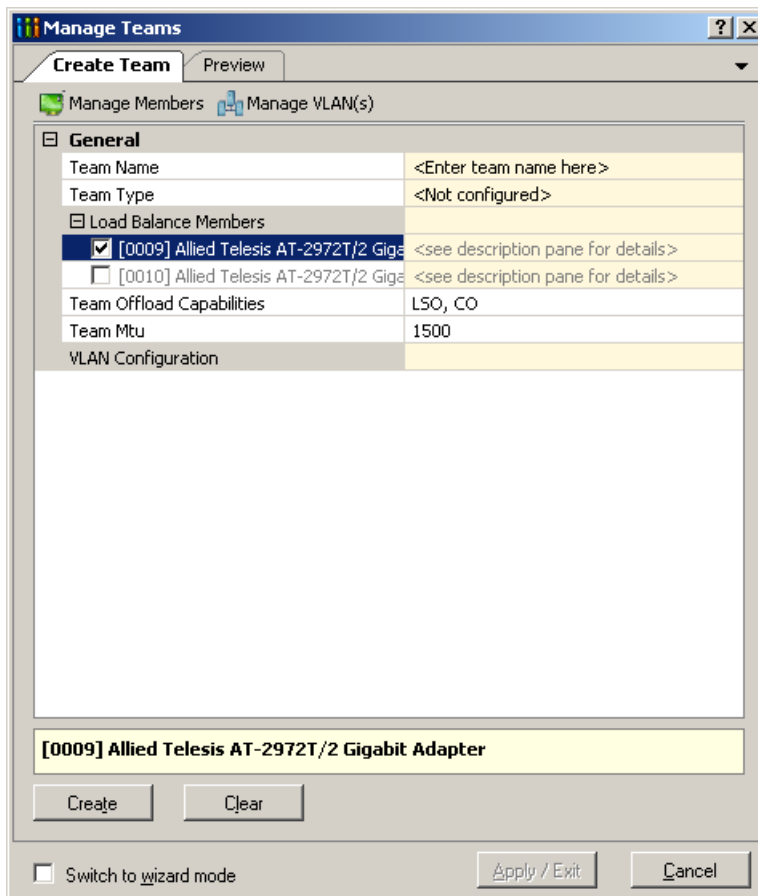 Manage Teams
Create Team Preview
Manage Members Manage VLAN(s)
General
Team Name <Enter team name here>
Team Type <Not configured>
Load Balance Members
[0009] Allied Telesis AT-2972T/2 Giga <see description pane for details>
[0010] Allied Telesis AT-2972T/2 Giga <see description pane for details>
Team Offload Capabilities LSO, CO
Team Mtu 1500
VLAN Configuration
[0009] Allied Telesis AT-2972T/2 Gigabit Adapter
Create Clear
Switch to wizard mode Apply / Exit Cancel